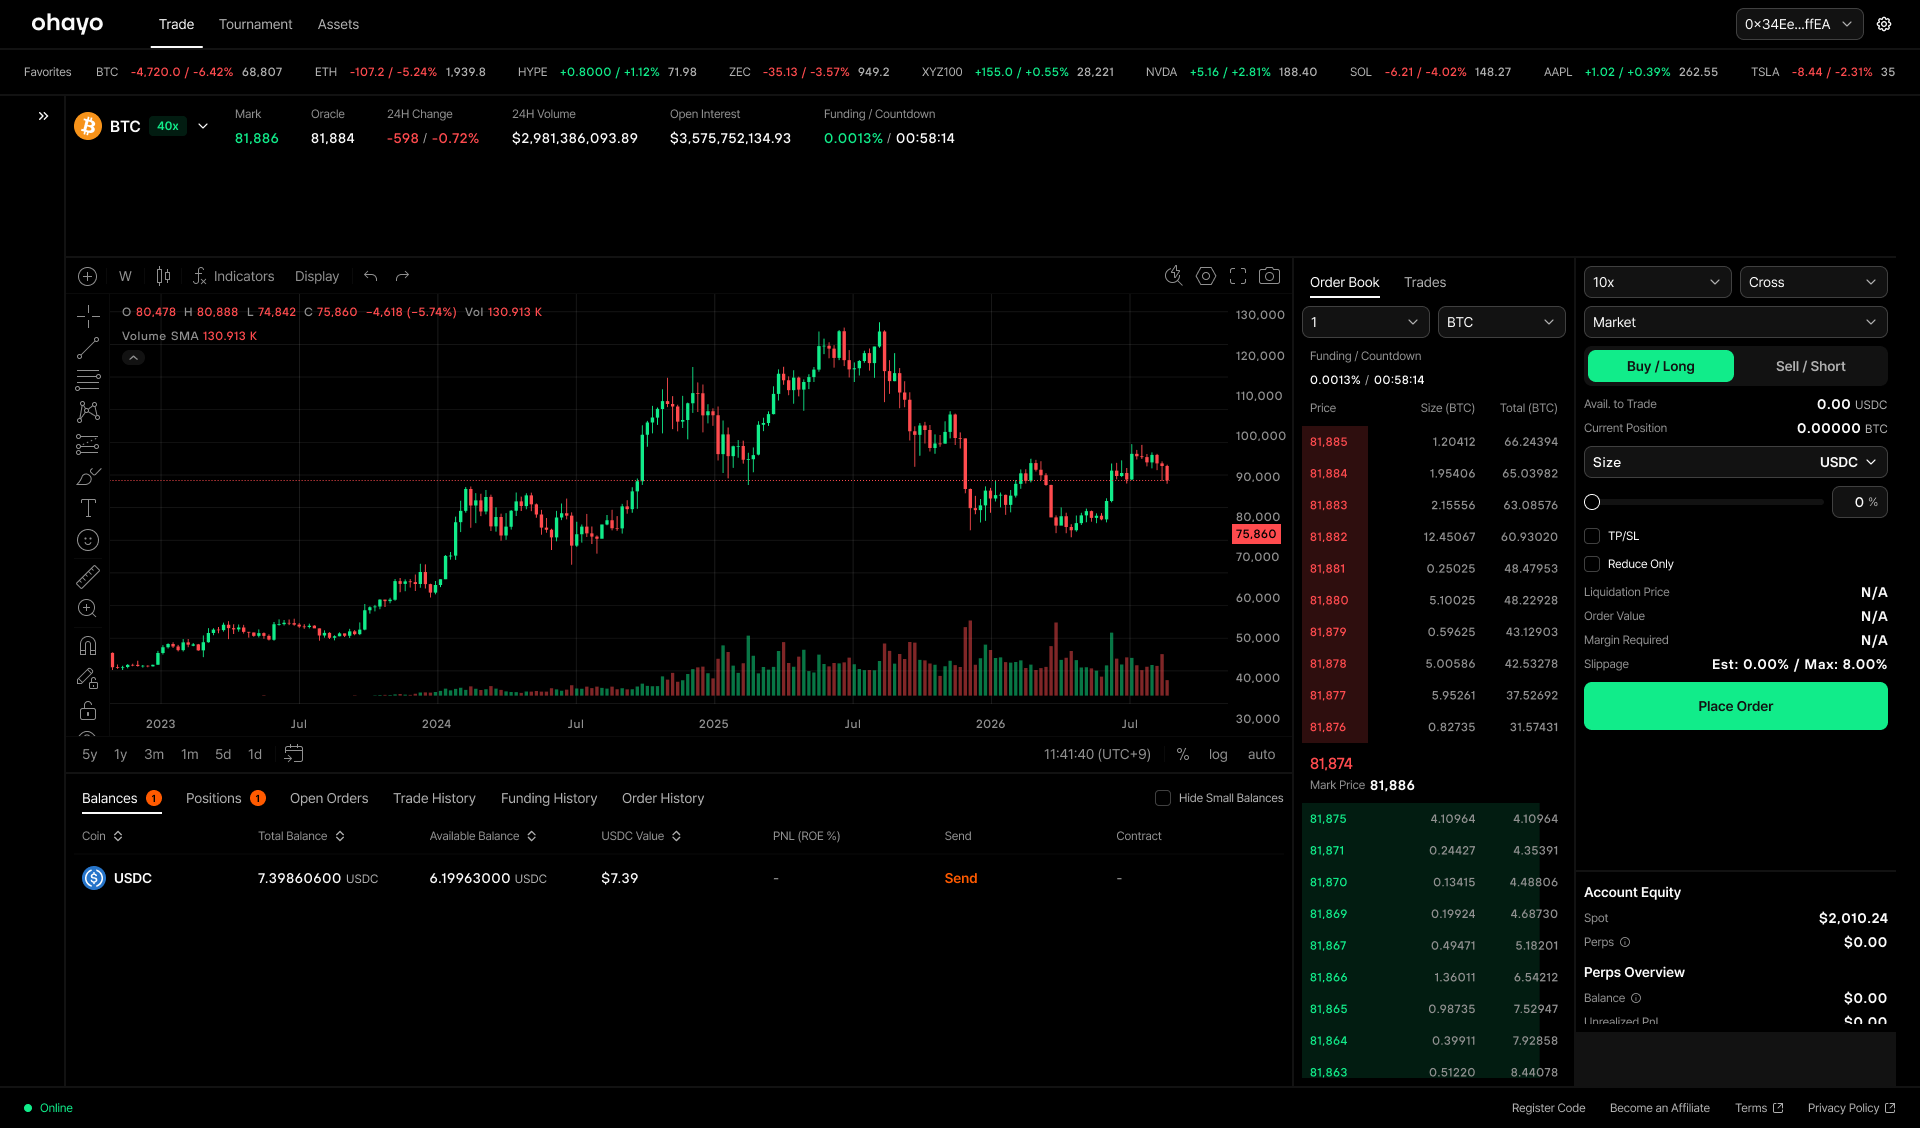 ohayo
Trade Tournament Assets
0x34Ee...ffEA
Favorites BTC -4,720.0 / -6.42% 68,807 ETH -107.2 / -5.24% 1,939.8 HYPE +0.8000 / +1.12% 71.98 ZEC -35.13 / -3.57% 949.2 XYZ100 +155.0 / +0.55% 28,221 NVDA +5.16 / +2.81% 188.40 SOL -6.21 / -4.02% 148.27 AAPL +1.02 / +0.39% 262.55 TSLA -8.44 / -2.31% 35
BTC 40x
Mark Oracle 24H Change 24H Volume Open Interest Funding / Countdown
81,886 81,884 -598 / -0.72% $2,981,386,093.89 $3,575,752,134.93 0.0013% / 00:58:14
W Indicators Display
O 80,478 H 80,888 L 74,842 C 75,860 −4,618 (−5.74%) Vol 130.913 K
Volume SMA 130.913 K
130,000
120,000
110,000
100,000
90,000
80,000
75,860
70,000
60,000
50,000
40,000
30,000
2023 Jul 2024 Jul 2025 Jul 2026 Jul
5y 1y 3m 1m 5d 1d
11:41:40 (UTC+9) % log auto
Balances 1 Positions 1 Open Orders Trade History Funding History Order History
Hide Small Balances
Coin Total Balance Available Balance USDC Value PNL (ROE %) Send Contract
USDC 7.39860600 USDC 6.19963000 USDC $7.39 - Send -
Order Book Trades
1 BTC
Funding / Countdown
0.0013% / 00:58:14
Price Size (BTC) Total (BTC)
81,885 1.20412 66.24394
81,884 1.95406 65.03982
81,883 2.15556 63.08576
81,882 12.45067 60.93020
81,881 0.25025 48.47953
81,880 5.10025 48.22928
81,879 0.59625 43.12903
81,878 5.00586 42.53278
81,877 5.95261 37.52692
81,876 0.82735 31.57431
81,874
Mark Price 81,886
81,875 4.10964 4.10964
81,871 0.24427 4.35391
81,870 0.13415 4.48806
81,869 0.19924 4.68730
81,867 0.49471 5.18201
81,866 1.36011 6.54212
81,865 0.98735 7.52947
81,864 0.39911 7.92858
81,863 0.51220 8.44078
10x Cross
Market
Buy / Long Sell / Short
Avail. to Trade 0.00 USDC
Current Position 0.00000 BTC
Size USDC
0 %
TP/SL
Reduce Only
Liquidation Price N/A
Order Value N/A
Margin Required N/A
Slippage Est: 0.00% / Max: 8.00%
Place Order
Account Equity
Spot $2,010.24
Perps $0.00
Perps Overview
Balance $0.00
Unrealized Pnl $0.00
Online
Register Code Become an Affiliate Terms Privacy Policy